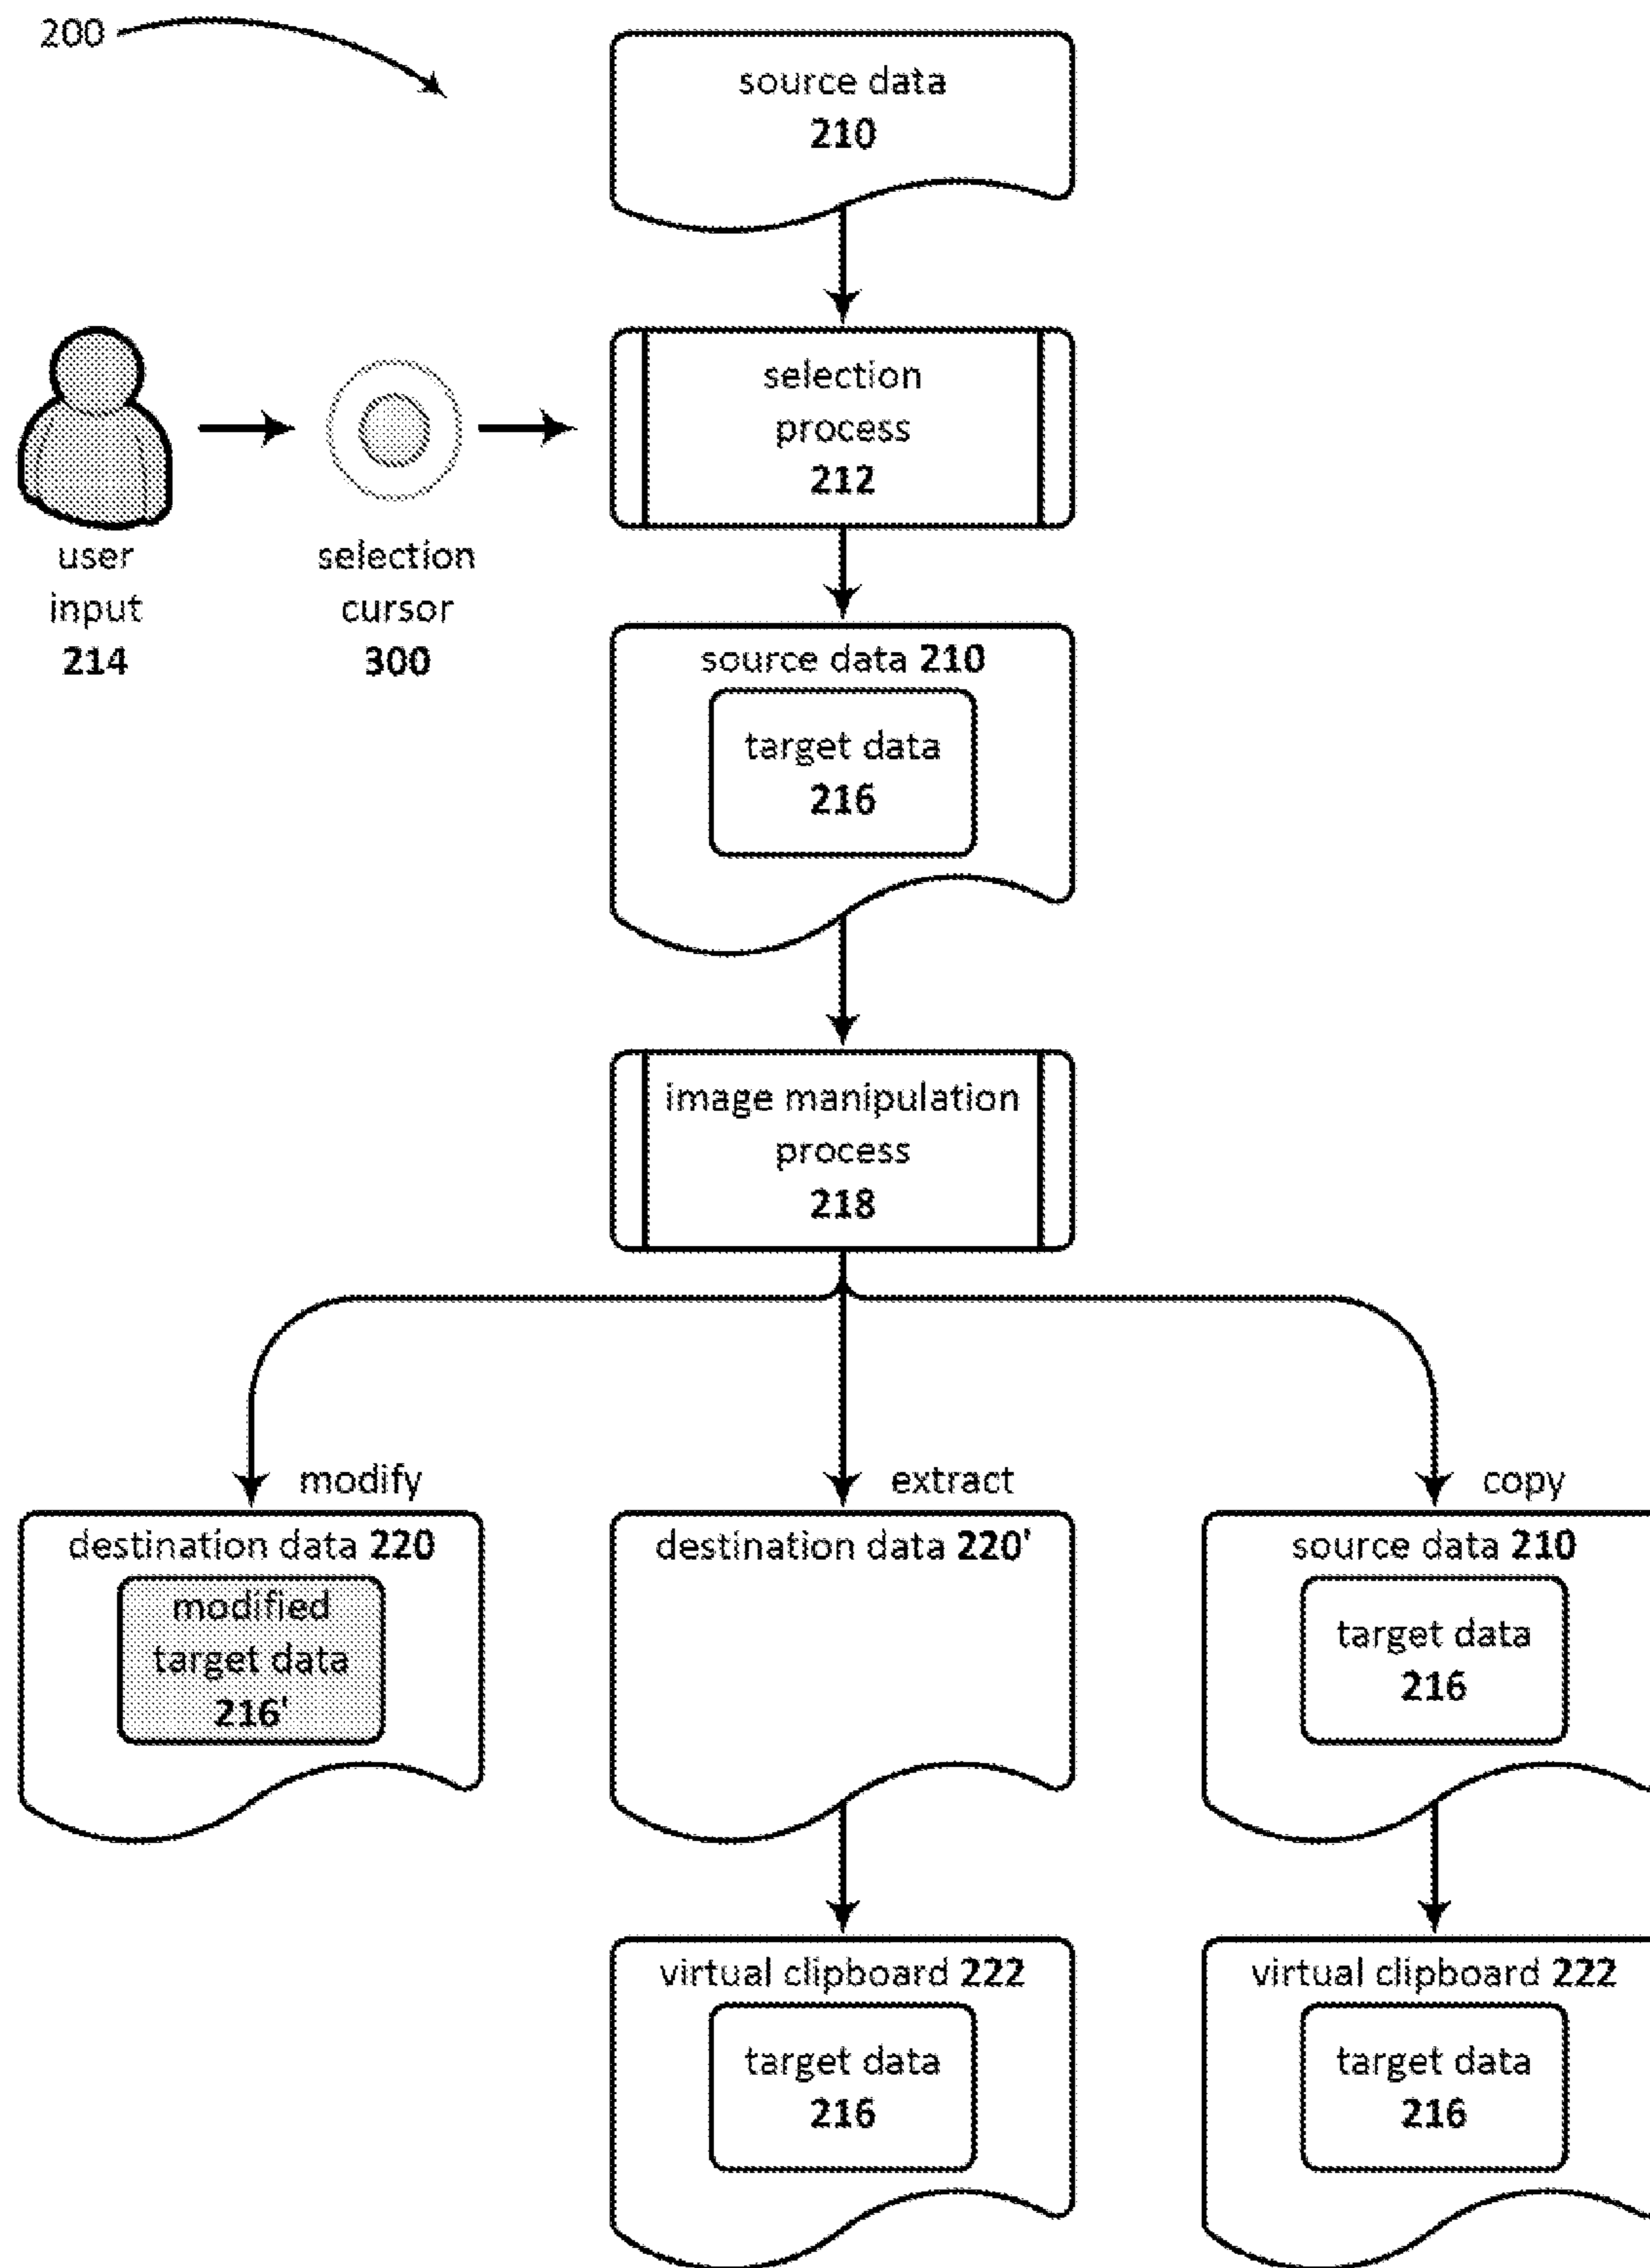 200
source data
210
selection
process
212
user
input
214
selection
cursor
300
source data 210
target data
216
image manipulation
process
218
modify
extract
copy
destination data 220
modified
target data
216'
destination data 220'
source data 210
target data
216
virtual clipboard 222
target data
216
virtual clipboard 222
target data
216